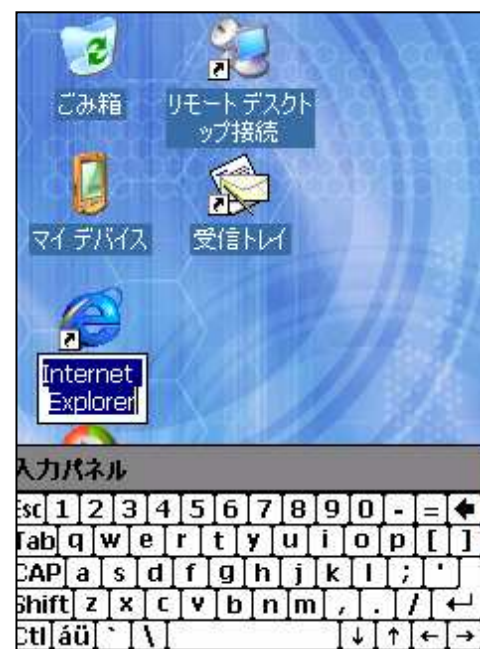 ごみ箱
リモート デスクト
ップ接続
マイ デバイス
受信トレイ
Internet
Explorer
入力パネル
Esc 1 2 3 4 5 6 7 8 9 0 - =
Tab q w e r t y u i o p [ ]
CAP a s d f g h j k l ; '
Shift z x c v b n m , . / ↵
Ctl áü ` \ ↓ ↑ ← →